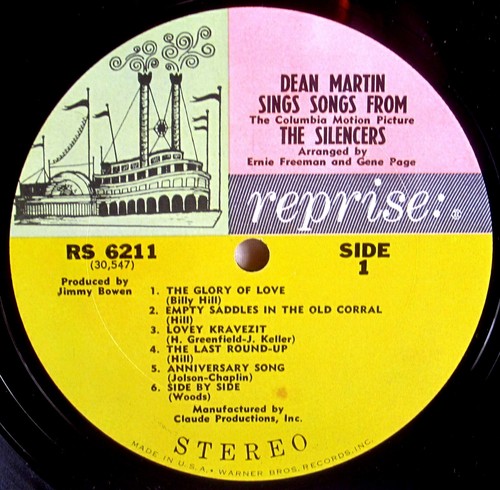 DEAN MARTIN
SINGS SONGS FROM
The Columbia Motion Picture
THE SILENCERS
Arranged by
Ernie Freeman and Gene Page
reprise:
RS 6211
(30,547)
Produced by
Jimmy Bowen
SIDE
1
1. THE GLORY OF LOVE
(Billy Hill)
2. EMPTY SADDLES IN THE OLD CORRAL
(Hill)
3. LOVEY KRAVEZIT
(H. Greenfield-J. Keller)
4. THE LAST ROUND-UP
(Hill)
5. ANNIVERSARY SONG
(Jolson-Chaplin)
6. SIDE BY SIDE
(Woods)
Manufactured by
Claude Productions, Inc.
STEREO
MADE IN U.S.A. • WARNER BROS. RECORDS, INC.